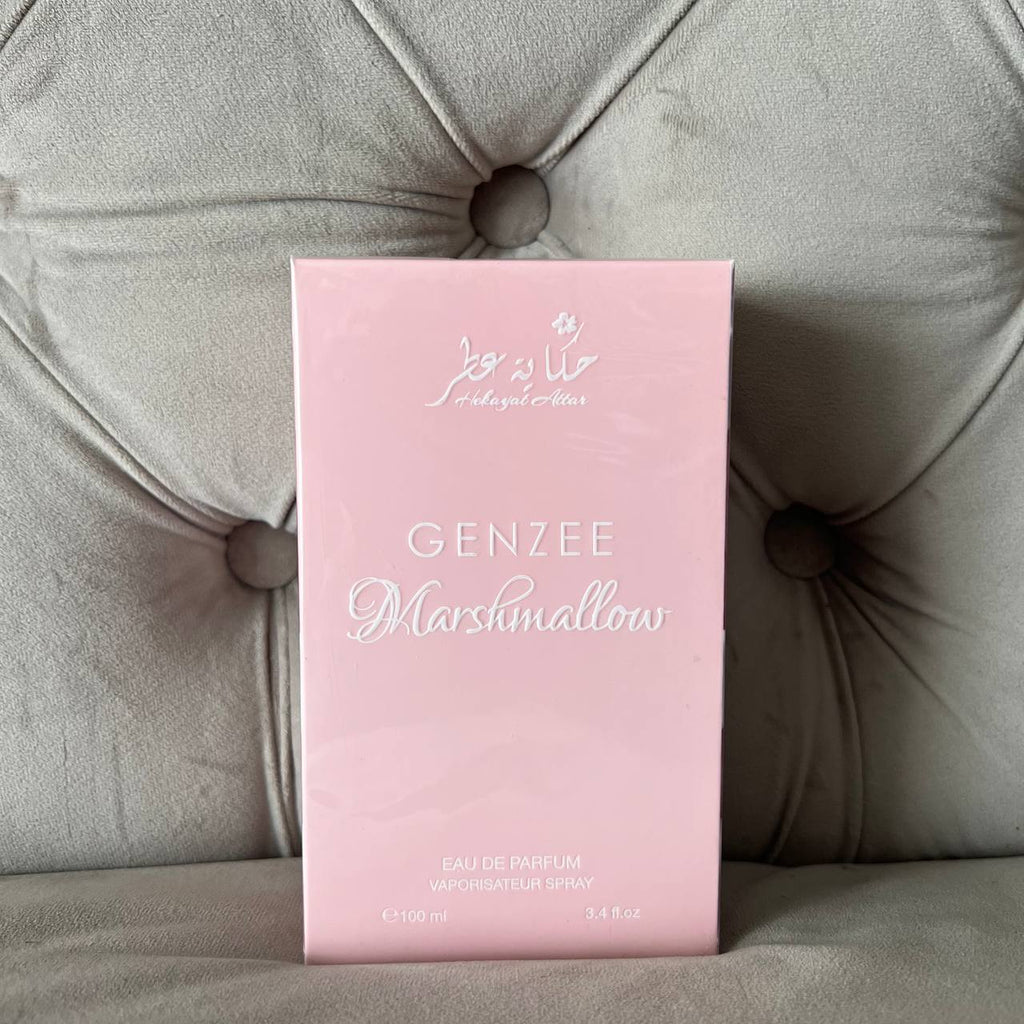 حكاية عطر
Hekayat Attar
GENZEE
Marshmallow
EAU DE PARFUM
VAPORISATEUR SPRAY
℮100 ml 3.4 fl.oz